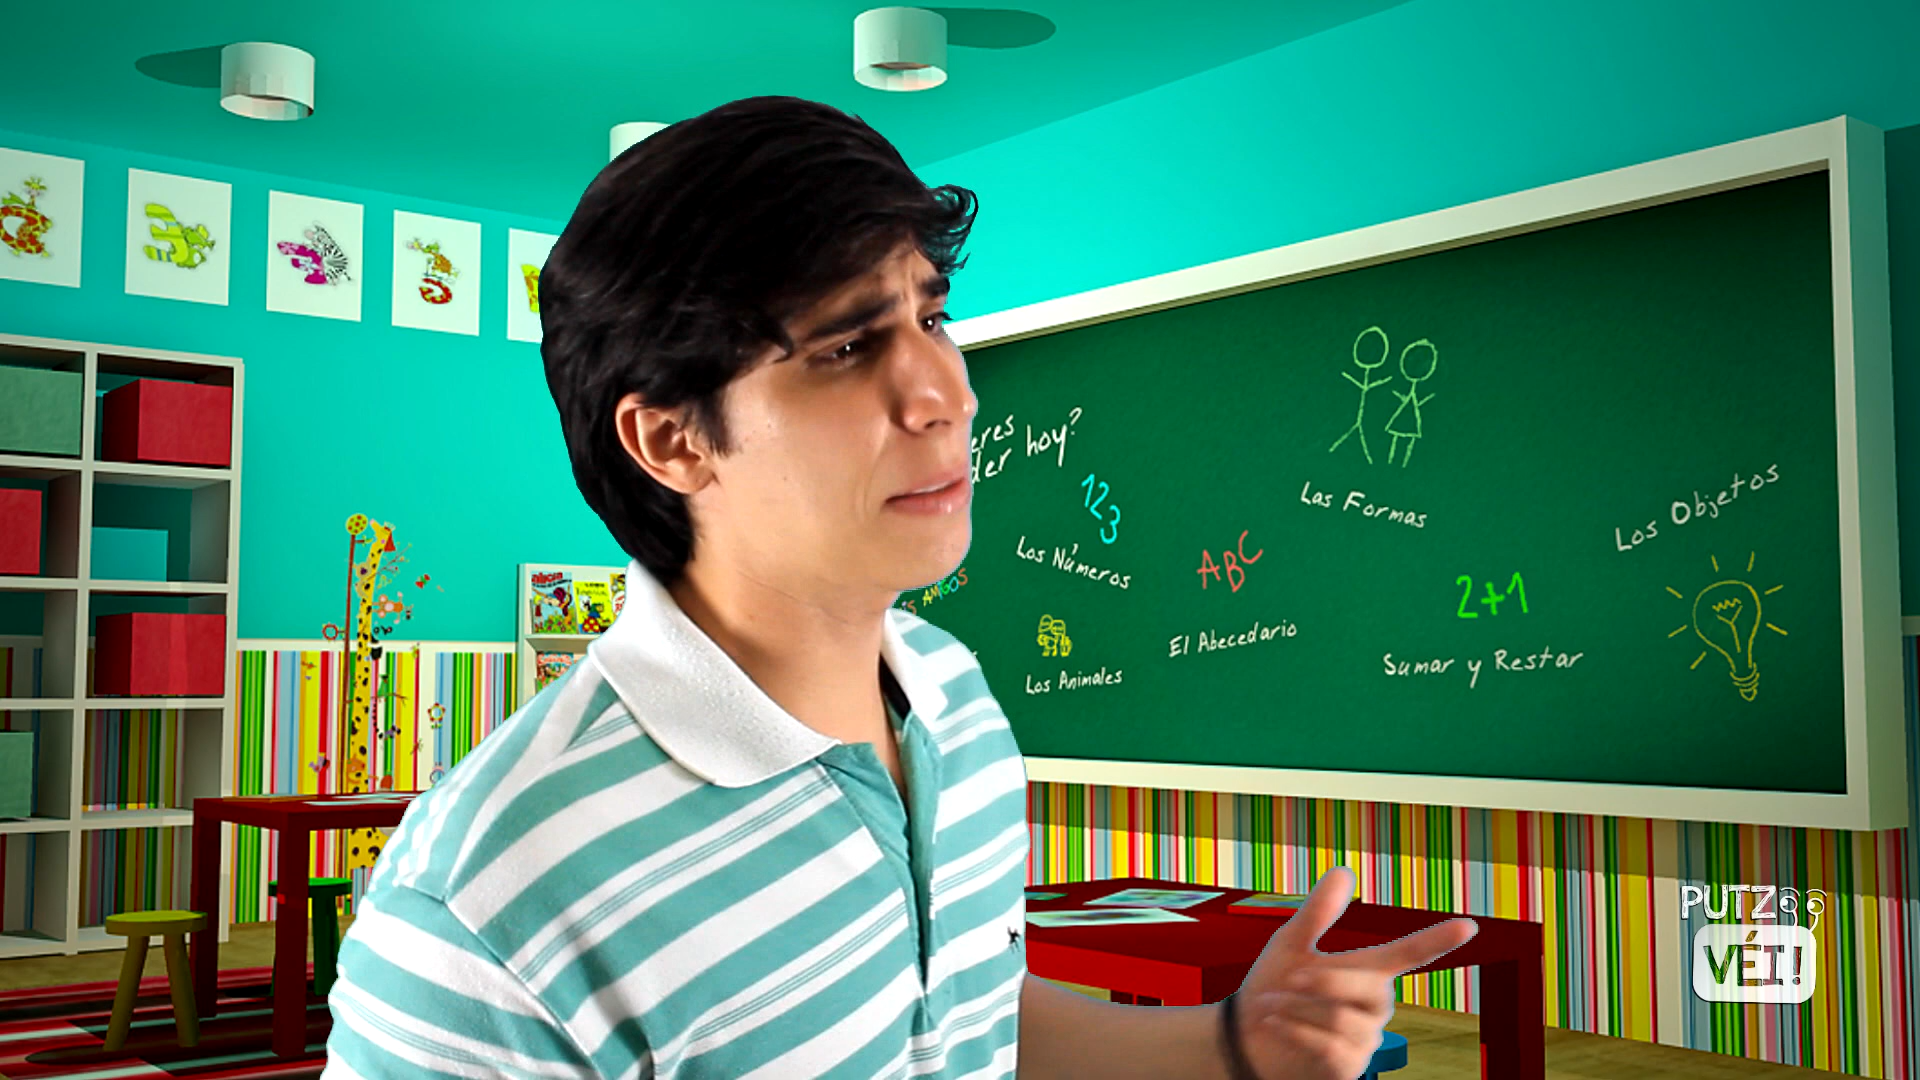 hoy?
123
Los Números
AMIGOS
Los Animales
ABC
El Abecedario
Las Formas
2+1
Sumar y Restar
Los Objetos
PUTZ
VÉI!